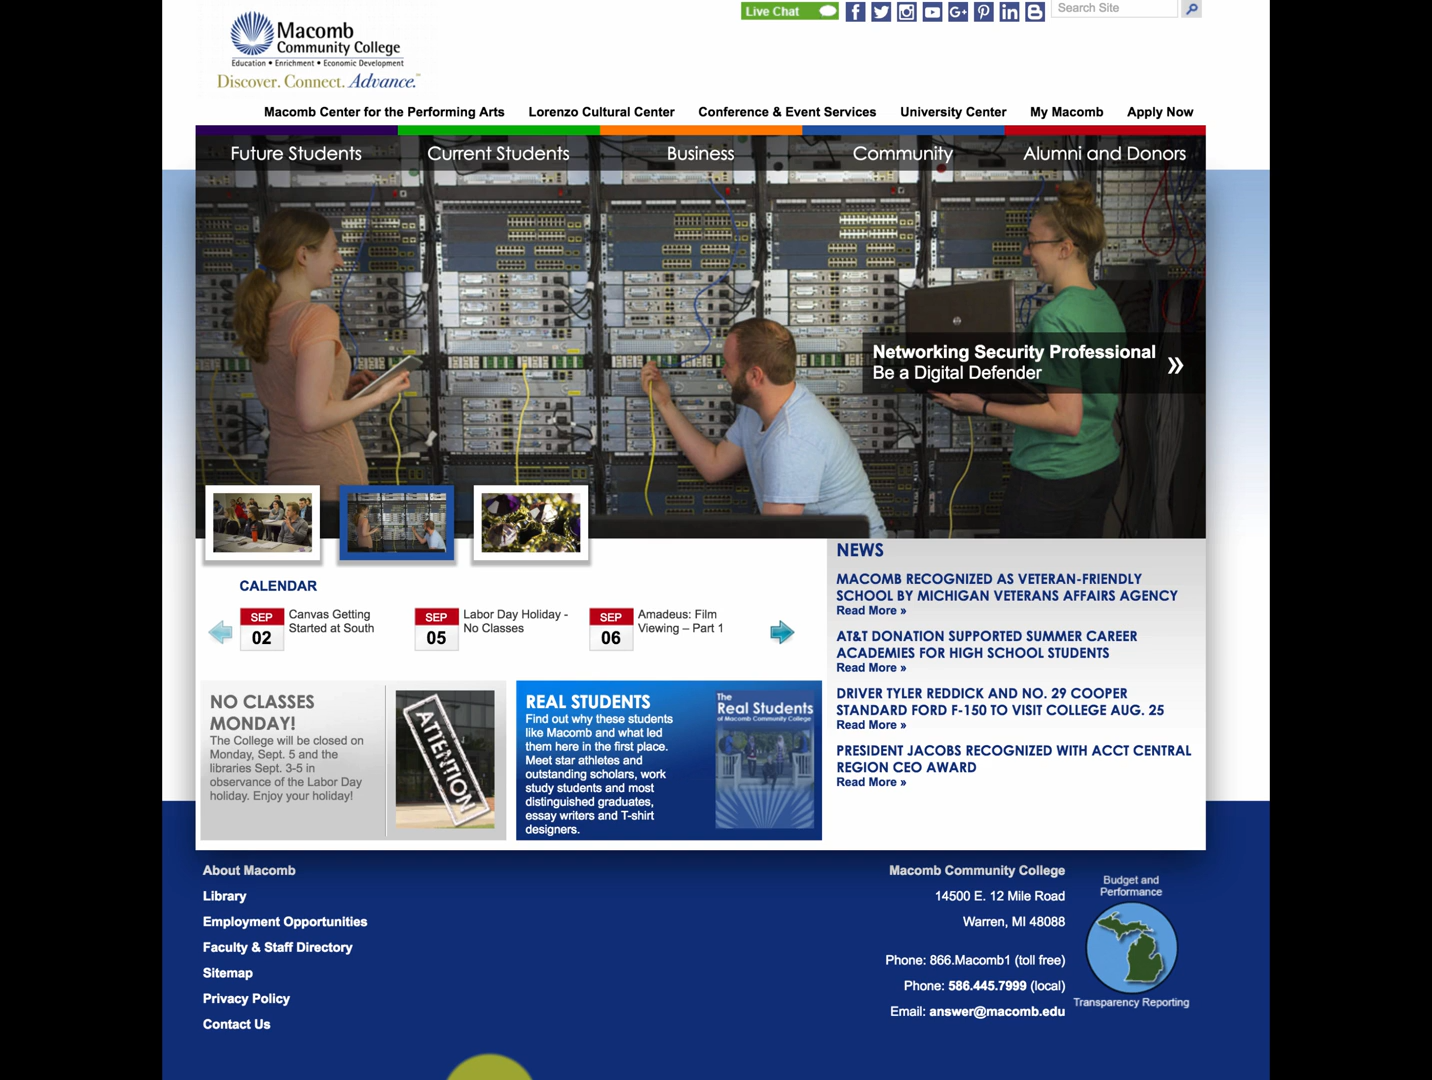 Live Chat
Search Site
Macomb
Community College
Education • Enrichment • Economic Development
Discover. Connect. Advance.™
Macomb Center for the Performing Arts
Lorenzo Cultural Center
Conference & Event Services
University Center
My Macomb
Apply Now
Future Students
Current Students
Business
Community
Alumni and Donors
Networking Security Professional
Be a Digital Defender
»
CALENDAR
SEP
02
Canvas Getting
Started at South
SEP
05
Labor Day Holiday -
No Classes
SEP
06
Amadeus: Film
Viewing – Part 1
NO CLASSES
MONDAY!
The College will be closed on
Monday, Sept. 5 and the
libraries Sept. 3-5 in
observance of the Labor Day
holiday. Enjoy your holiday!
ATTENTION
REAL STUDENTS
Find out why these students
like Macomb and what led
them here in the first place.
Meet star athletes and
outstanding scholars, work
study students and most
distinguished graduates,
essay writers and T-shirt
designers.
The
Real Students
of Macomb Community College
NEWS
MACOMB RECOGNIZED AS VETERAN-FRIENDLY
SCHOOL BY MICHIGAN VETERANS AFFAIRS AGENCY
Read More »
AT&T DONATION SUPPORTED SUMMER CAREER
ACADEMIES FOR HIGH SCHOOL STUDENTS
Read More »
DRIVER TYLER REDDICK AND NO. 29 COOPER
STANDARD FORD F-150 TO VISIT COLLEGE AUG. 25
Read More »
PRESIDENT JACOBS RECOGNIZED WITH ACCT CENTRAL
REGION CEO AWARD
Read More »
About Macomb
Library
Employment Opportunities
Faculty & Staff Directory
Sitemap
Privacy Policy
Contact Us
Macomb Community College
14500 E. 12 Mile Road
Warren, MI 48088
Phone: 866.Macomb1 (toll free)
Phone: 586.445.7999 (local)
Email: answer@macomb.edu
Budget and
Performance
Transparency Reporting